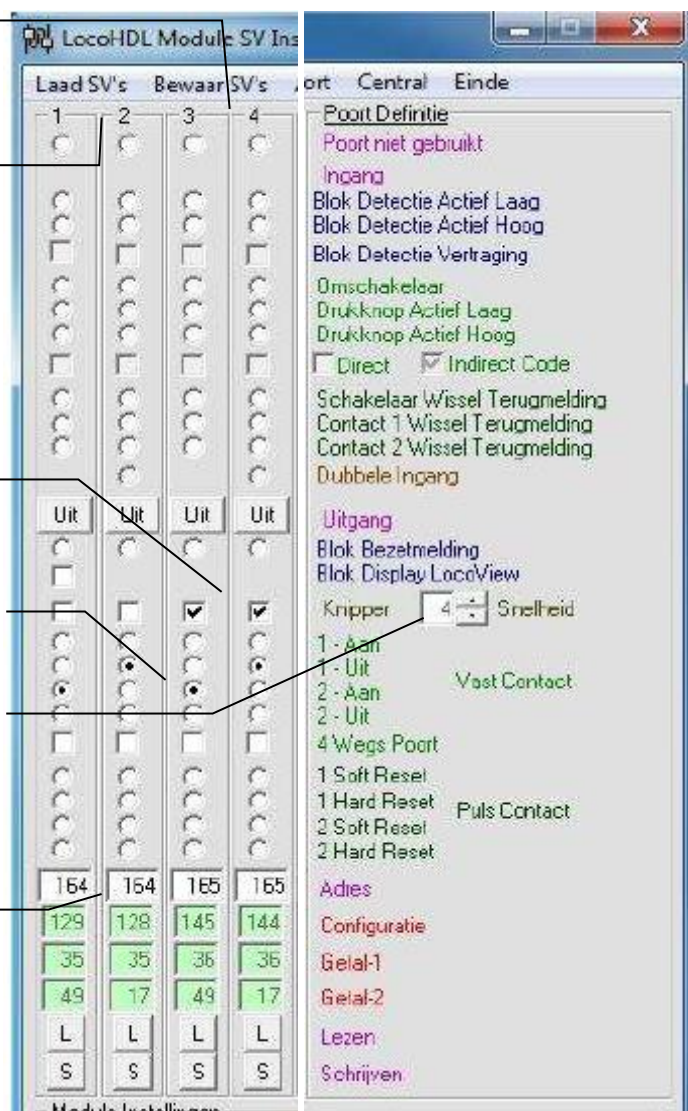 LocoHDL Module SV Ins
Laad SV's Bewaar SV's ort Central Einde
1 2 3 4
Poort Definitie
Poort niet gebruikt
Ingang
Blok Detectie Actief Laag
Blok Detectie Actief Hoog
Blok Detectie Vertraging
Omschakelaar
Drukknop Actief Laag
Drukknop Actief Hoog
Direct Indirect Code
Schakelaar Wissel Terugmelding
Contact 1 Wissel Terugmelding
Contact 2 Wissel Terugmelding
Dubbele Ingang
Uit Uit Uit Uit Uitgang
Blok Bezetmelding
Blok Display LocoView
Knipper 4 Snelheid
1 - Aan
1 - Uit
Vast Contact
2 - Aan
2 - Uit
4 Wegs Poort
1 Soft Reset
1 Hard Reset
Puls Contact
2 Soft Reset
2 Hard Reset
164 164 165 165 Adres
129 128 145 144 Configuratie
35 35 36 36 Getal-1
49 17 49 17 Getal-2
L L L L Lezen
S S S S Schrijven
Module Instellingen